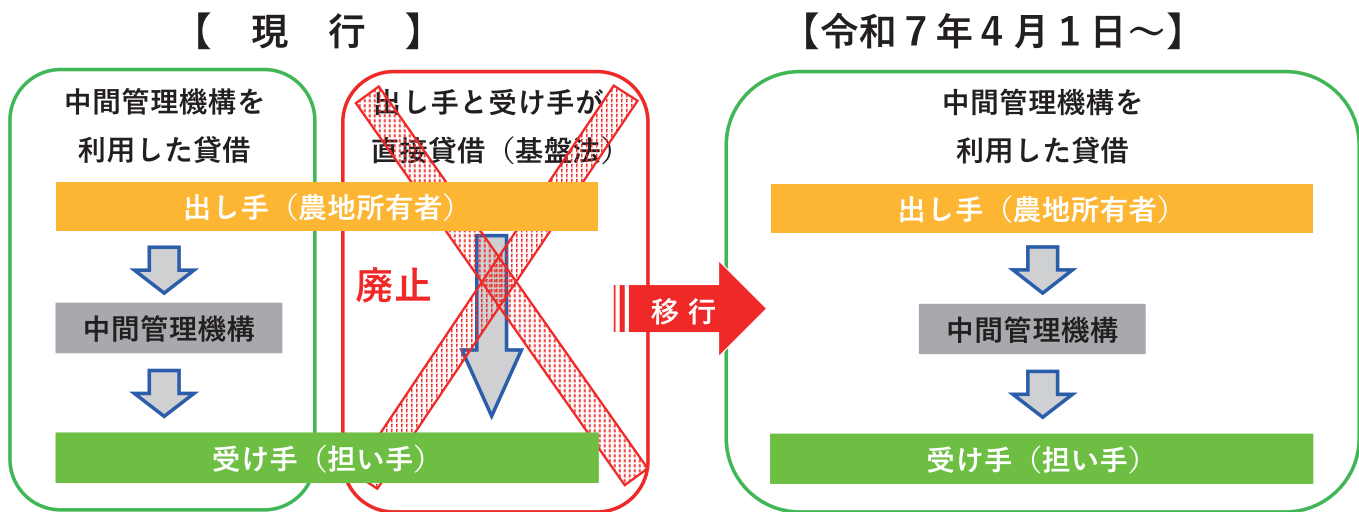 【　現　行　】
中間管理機構を
利用した貸借
出し手と受け手が
直接貸借（基盤法）
出し手（農地所有者）
廃止
中間管理機構
受け手（担い手）
移 行
【令和７年４月１日～】
中間管理機構を
利用した貸借
出し手（農地所有者）
中間管理機構
受け手（担い手）